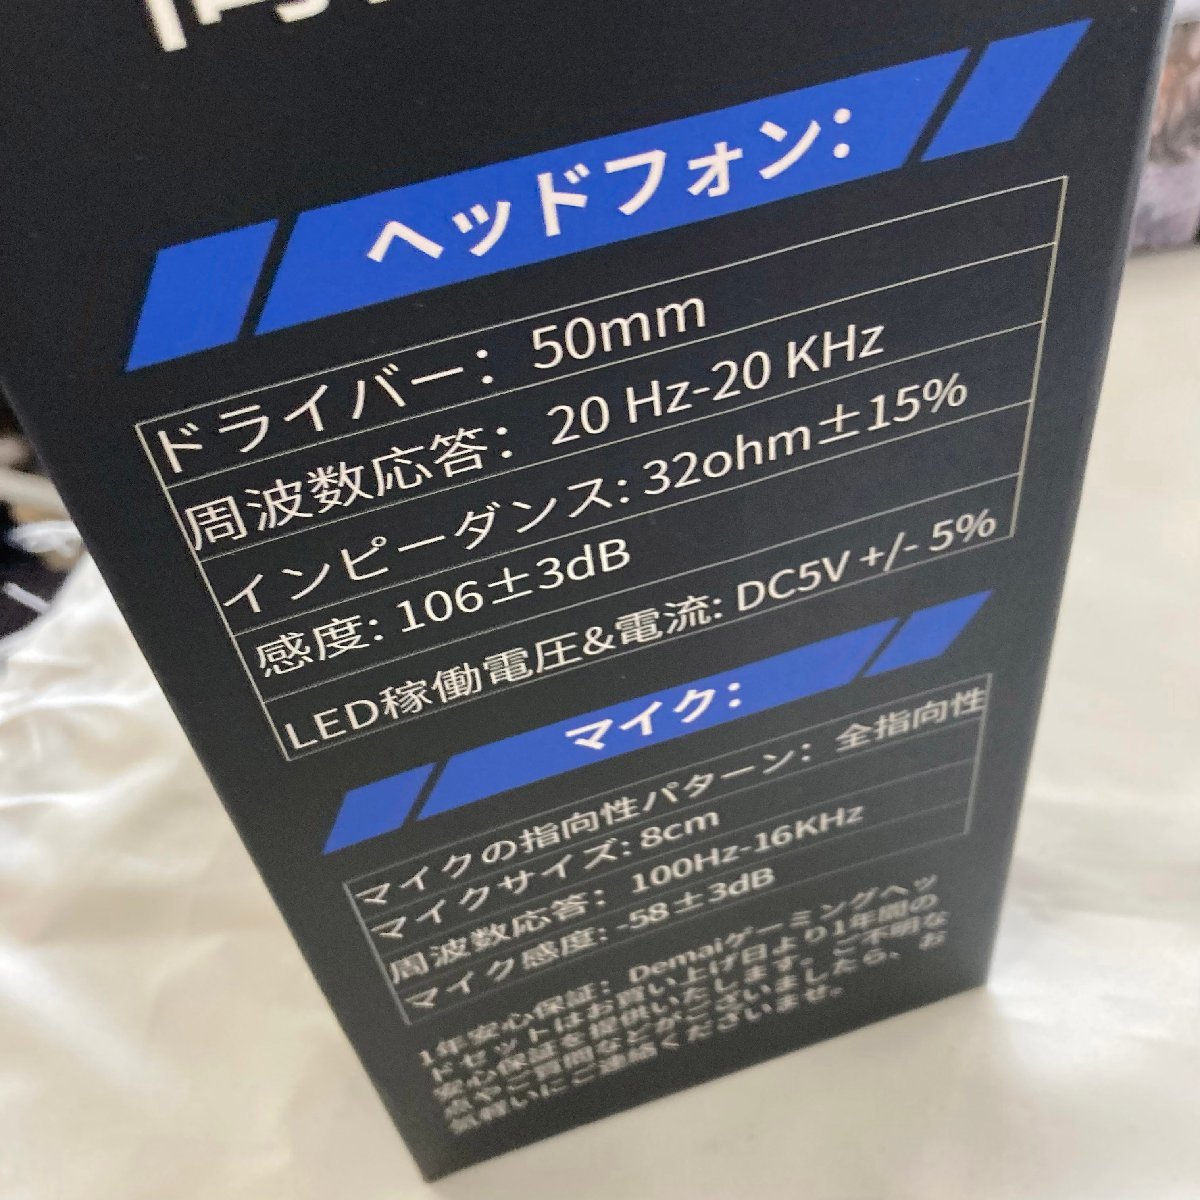 ヘッドフォン：
ドライバー：50mm
周波数応答：20 Hz-20 KHz
インピーダンス: 32ohm±15%
感度: 106±3dB
LED稼働電圧&電流: DC5V +/- 5%
マイク：
マイクの指向性パターン：全指向性
マイクサイズ: 8cm
周波数応答：100Hz-16KHz
マイク感度: -58±3dB
1年安心保証：Demaiゲーミングヘッ
ドセットはお買い上げ日より1年間の
安心保証を提供いたします。ご不明な
点やご質問などがございましたら、お
気軽いにご連絡くださいませ。